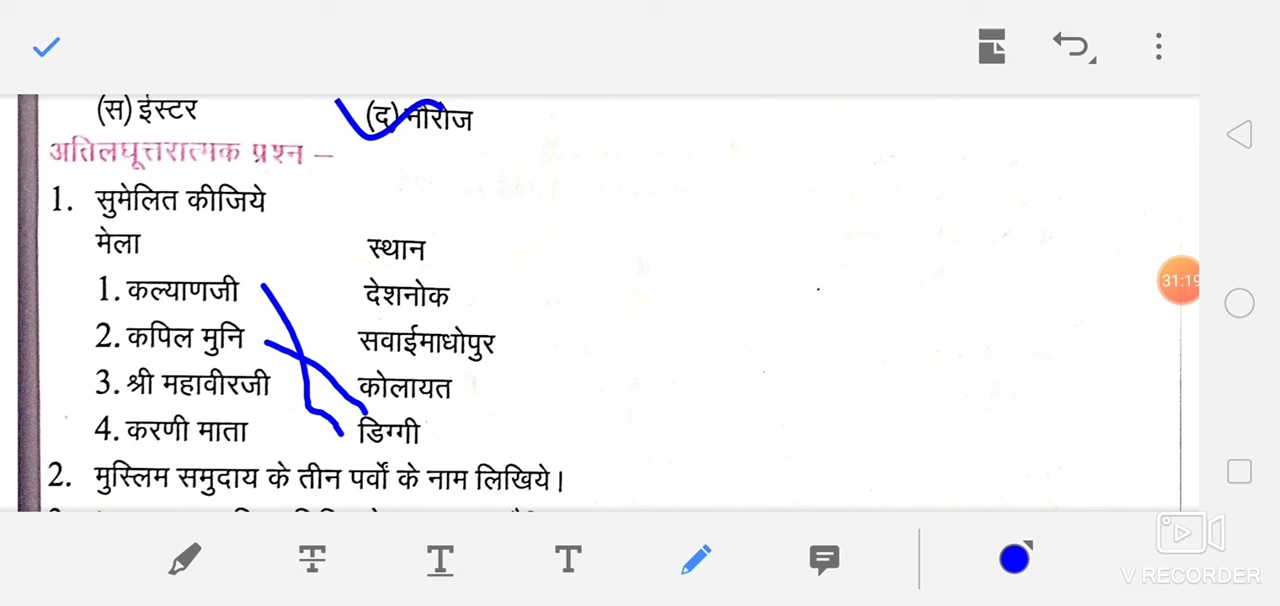 (स) ईस्टर (द) नौरोज
अतिलघूत्तरात्मक प्रश्न –
1. सुमेलित कीजिये
मेला स्थान
1. कल्याणजी देशनोक
2. कपिल मुनि सवाईमाधोपुर
3. श्री महावीरजी कोलायत
4. करणी माता डिग्गी
2. मुस्लिम समुदाय के तीन पर्वों के नाम लिखिये।
31:19
V RECORDER